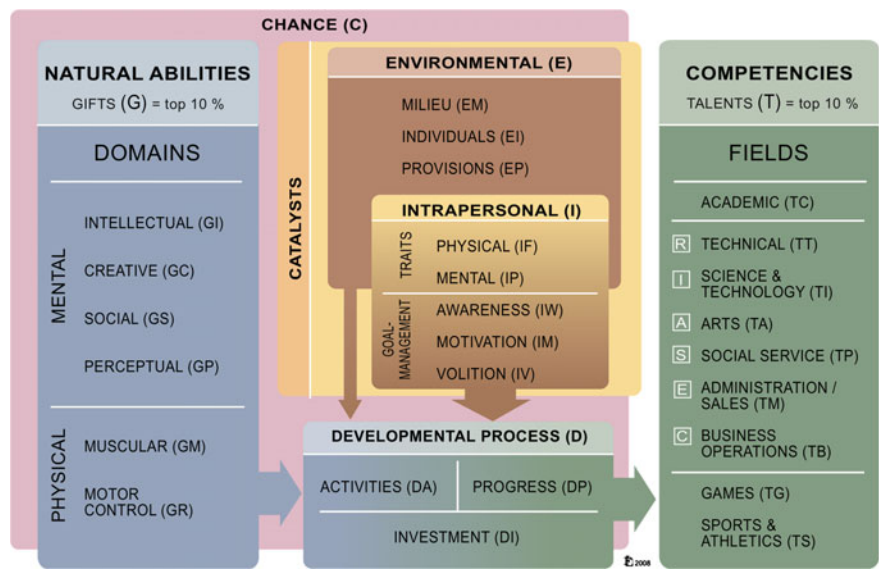 CHANCE (C)
NATURAL ABILITIES
GIFTS (G) = top 10 %
DOMAINS
MENTAL
INTELLECTUAL (GI)
CREATIVE (GC)
SOCIAL (GS)
PERCEPTUAL (GP)
PHYSICAL
MUSCULAR (GM)
MOTOR
CONTROL (GR)
CATALYSTS
ENVIRONMENTAL (E)
MILIEU (EM)
INDIVIDUALS (EI)
PROVISIONS (EP)
INTRAPERSONAL (I)
TRAITS
PHYSICAL (IF)
MENTAL (IP)
GOAL-
MANAGEMENT
AWARENESS (IW)
MOTIVATION (IM)
VOLITION (IV)
DEVELOPMENTAL PROCESS (D)
ACTIVITIES (DA)
PROGRESS (DP)
INVESTMENT (DI)
2008
COMPETENCIES
TALENTS (T) = top 10 %
FIELDS
ACADEMIC (TC)
R TECHNICAL (TT)
I SCIENCE &
TECHNOLOGY (TI)
A ARTS (TA)
S SOCIAL SERVICE (TP)
E ADMINISTRATION /
SALES (TM)
C BUSINESS
OPERATIONS (TB)
GAMES (TG)
SPORTS &
ATHLETICS (TS)